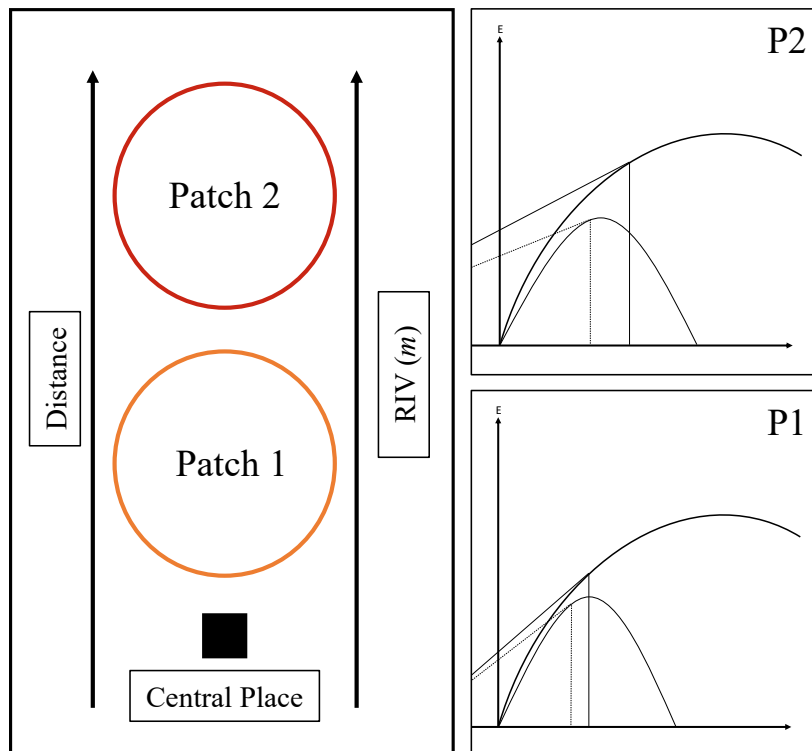 Patch 2
Distance
RIV (m)
Patch 1
Central Place
P2
E
P1
E